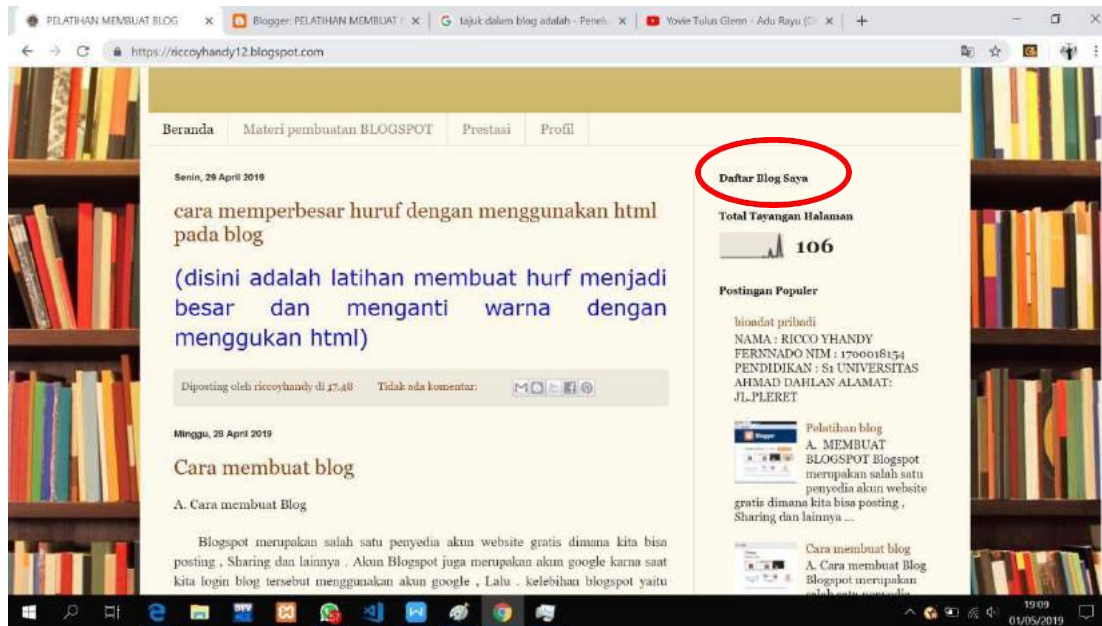 PELATIHAN MEMBUAT BLOG
Blogger: PELATIHAN MEMBUAT
tajuk dalam blog adalah - Penel
Yovie Tulus Glenn - Adu Rayu (
https://riccoyhandy12.blogspot.com
Beranda
Materi pembuatan BLOGSPOT
Prestasi
Profil
Senin, 29 April 2019
cara memperbesar huruf dengan menggunakan html
pada blog
(disini adalah latihan membuat hurf menjadi
besar dan menganti warna dengan
menggukan html)
Diposting oleh riccoyhandy di 17.48
Tidak ada komentar:
Minggu, 28 April 2019
Cara membuat blog
A. Cara membuat Blog
Blogspot merupakan salah satu penyedia akun website gratis dimana kita bisa
posting , Sharing dan lainnya . Akun Blogspot juga merupakan akun google karna saat
kita login blog tersebut menggunakan akun google , Lalu . kelebihan blogspot yaitu
Daftar Blog Saya
Total Tayangan Halaman
106
Postingan Populer
bioadat pribadi
NAMA : RICCO YHANDY
FERNNADO NIM : 1700018154
PENDIDIKAN : S1 UNIVERSITAS
AHMAD DAHLAN ALAMAT:
JL.PLERET
Pelatihan blog
A. MEMBUAT
BLOGSPOT Blogspot
merupakan salah satu
penyedia akun website
gratis dimana kita bisa posting ,
Sharing dan lainnya ...
Cara membuat blog
A. Cara membuat Blog
Blogspot merupakan
salah satu penyedia
19:09
01/05/2019